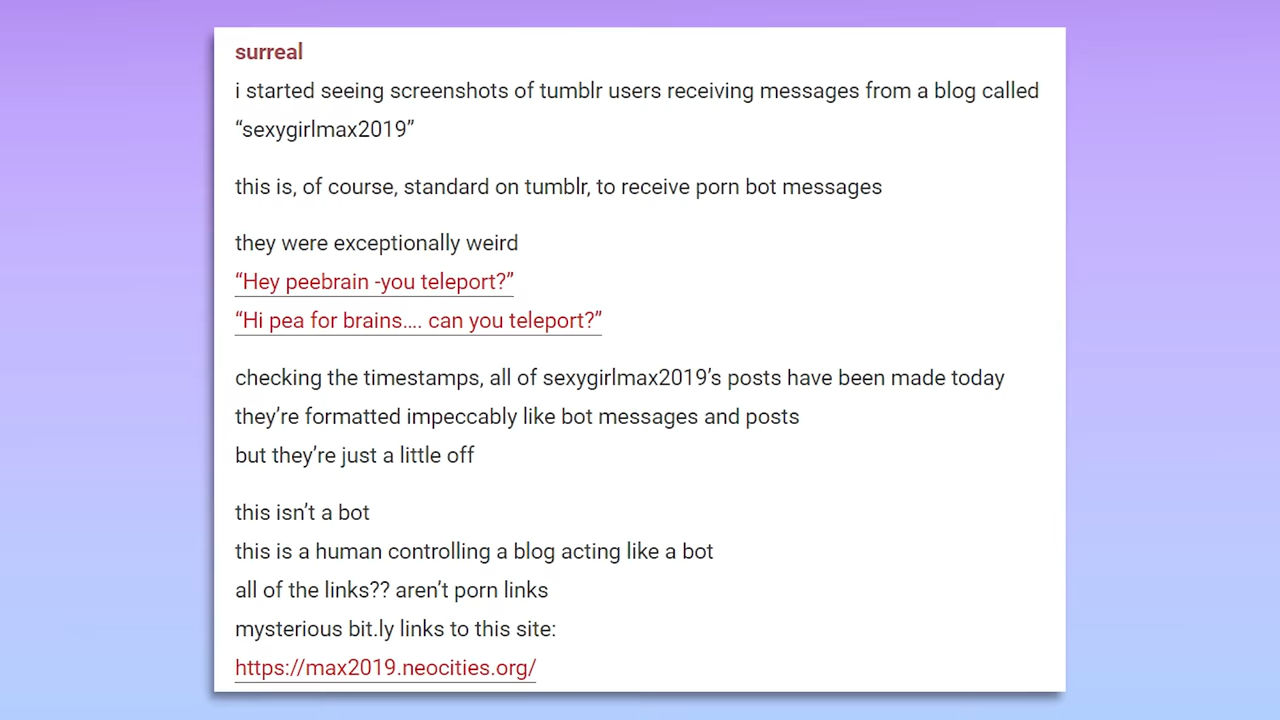 surreal
i started seeing screenshots of tumblr users receiving messages from a blog called
“sexygirlmax2019”
this is, of course, standard on tumblr, to receive porn bot messages
they were exceptionally weird
“Hey peebrain -you teleport?”
“Hi pea for brains.... can you teleport?”
checking the timestamps, all of sexygirlmax2019’s posts have been made today
they’re formatted impeccably like bot messages and posts
but they’re just a little off
this isn’t a bot
this is a human controlling a blog acting like a bot
all of the links?? aren’t porn links
mysterious bit.ly links to this site:
https://max2019.neocities.org/